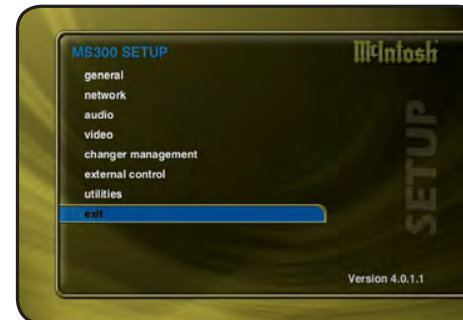 MS300 SETUP
McIntosh
general
network
audio
video
changer management
external control
utilities
exit
SETUP
Version 4.0.1.1